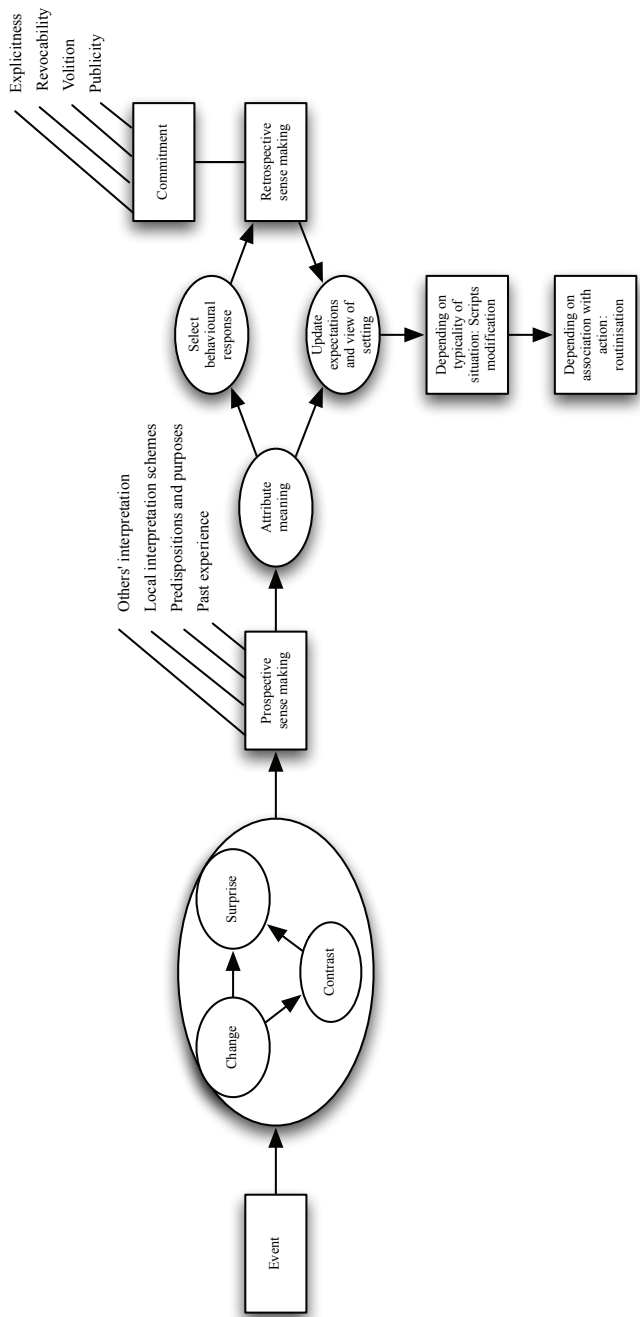 Event
Change
Surprise
Contrast
Others' interpretation
Local interpretation schemes
Predispositions and purposes
Past experience
Prospective
sense making
Attribute
meaning
Select
behavioural
response
Update
expectations
and view of
setting
Explicitness
Revocability
Volition
Publicity
Commitment
Retrospective
sense making
Depending on
typicality of
situation: Scripts
modification
Depending on
association with
action:
routinisation